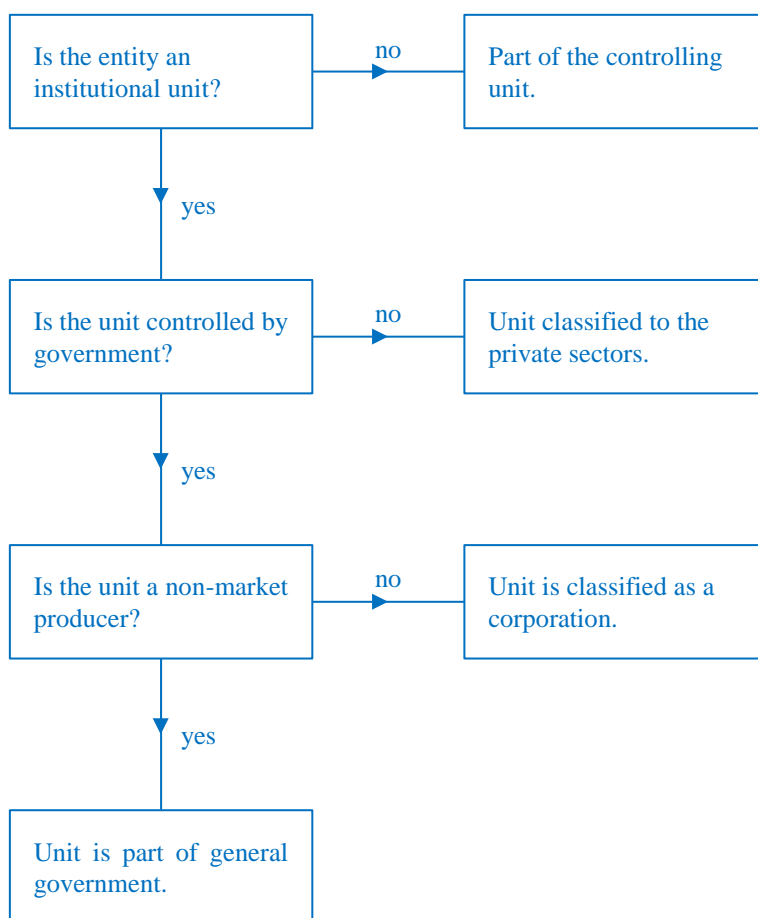 Is the entity an
institutional unit?
no
Part of the controlling
unit.
yes
Is the unit controlled by
government?
no
Unit classified to the
private sectors.
yes
Is the unit a non-market
producer?
no
Unit is classified as a
corporation.
yes
Unit is part of general
government.